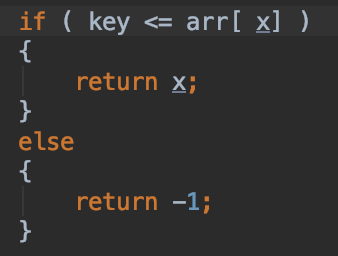 if ( key <= arr[ x] )
{
    return x;
}
else
{
    return -1;
}